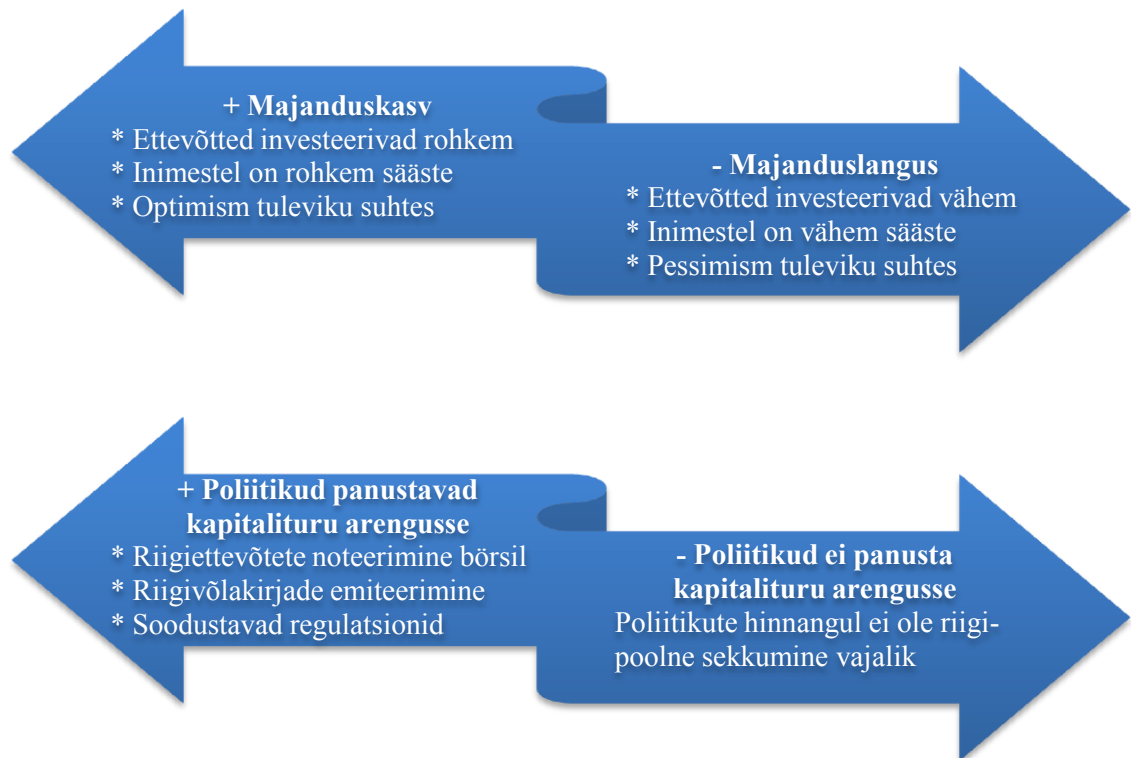 + Majanduskasv
* Ettevõtted investeerivad rohkem
* Inimestel on rohkem sääste
* Optimism tuleviku suhtes
- Majanduslangus
* Ettevõtted investeerivad vähem
* Inimestel on vähem sääste
* Pessimism tuleviku suhtes
+ Poliitikud panustavad
kapitalituru arengusse
* Riigiettevõtete noteerimine börsil
* Riigivõlakirjade emiteerimine
* Soodustavad regulatsionid
- Poliitikud ei panusta
kapitalituru arengusse
Poliitikute hinnangul ei ole riigi-
poolne sekkumine vajalik